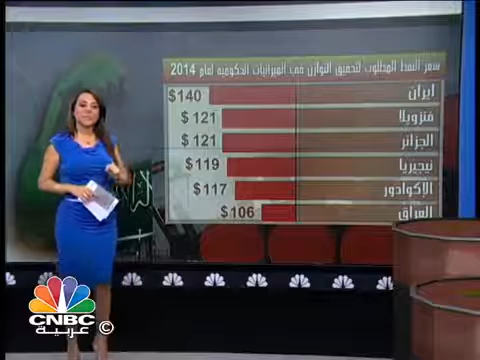 سعر النفط المطلوب لتحقيق التوازن في الميزانيات الحكومية لعام 2014
ايران $140
فنزويلا $121
الجزائر $121
نيجيريا $119
الإكوادور $117
العراق $106
CNBC
عربية ©